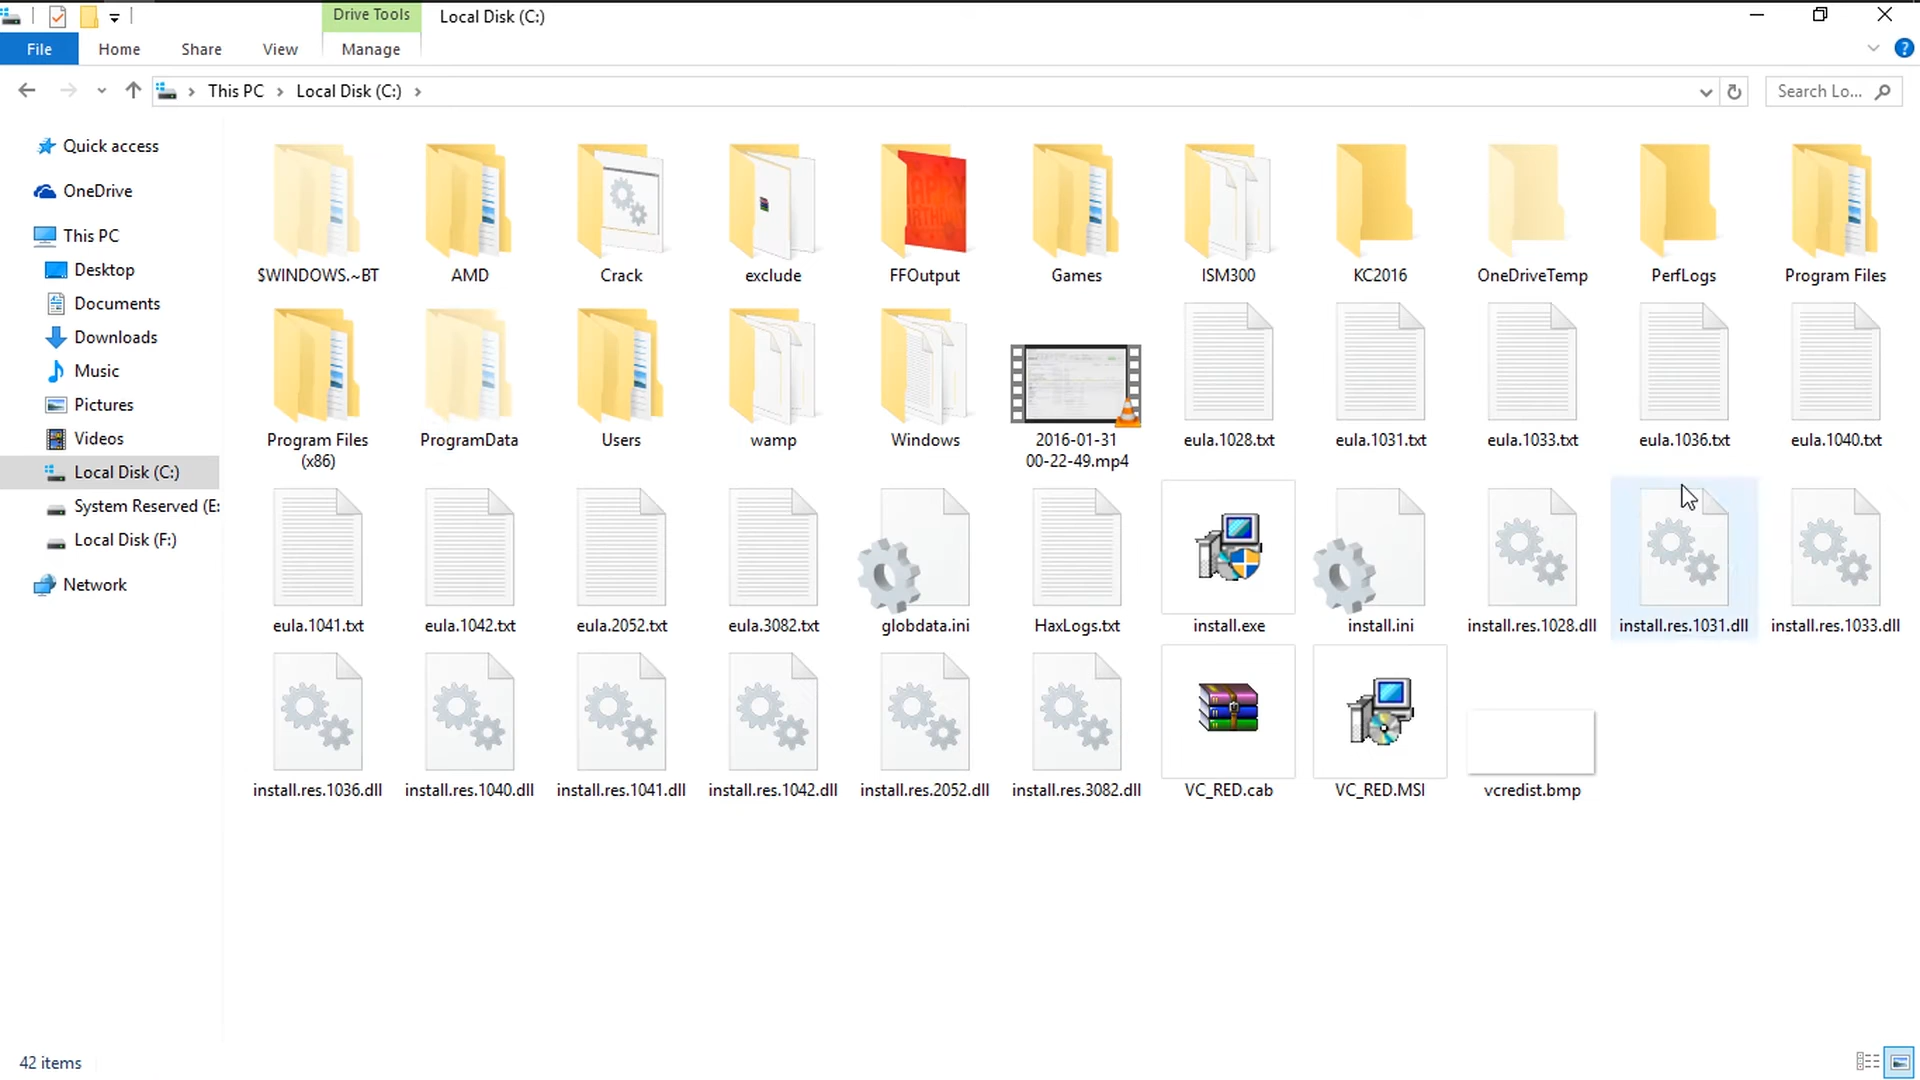 Drive Tools
Local Disk (C:)
File
Home
Share
View
Manage
This PC
Local Disk (C:)
Search Lo...
Quick access
OneDrive
This PC
Desktop
Documents
Downloads
Music
Pictures
Videos
Local Disk (C:)
System Reserved (E:
Local Disk (F:)
Network
$WINDOWS.~BT
AMD
Crack
exclude
FFOutput
Games
ISM300
KC2016
OneDriveTemp
PerfLogs
Program Files
Program Files
(x86)
ProgramData
Users
wamp
Windows
2016-01-31
00-22-49.mp4
eula.1028.txt
eula.1031.txt
eula.1033.txt
eula.1036.txt
eula.1040.txt
eula.1041.txt
eula.1042.txt
eula.2052.txt
eula.3082.txt
globdata.ini
HaxLogs.txt
install.exe
install.ini
install.res.1028.dll
install.res.1031.dll
install.res.1033.dll
install.res.1036.dll
install.res.1040.dll
install.res.1041.dll
install.res.1042.dll
install.res.2052.dll
install.res.3082.dll
VC_RED.cab
VC_RED.MSI
vcredist.bmp
42 items